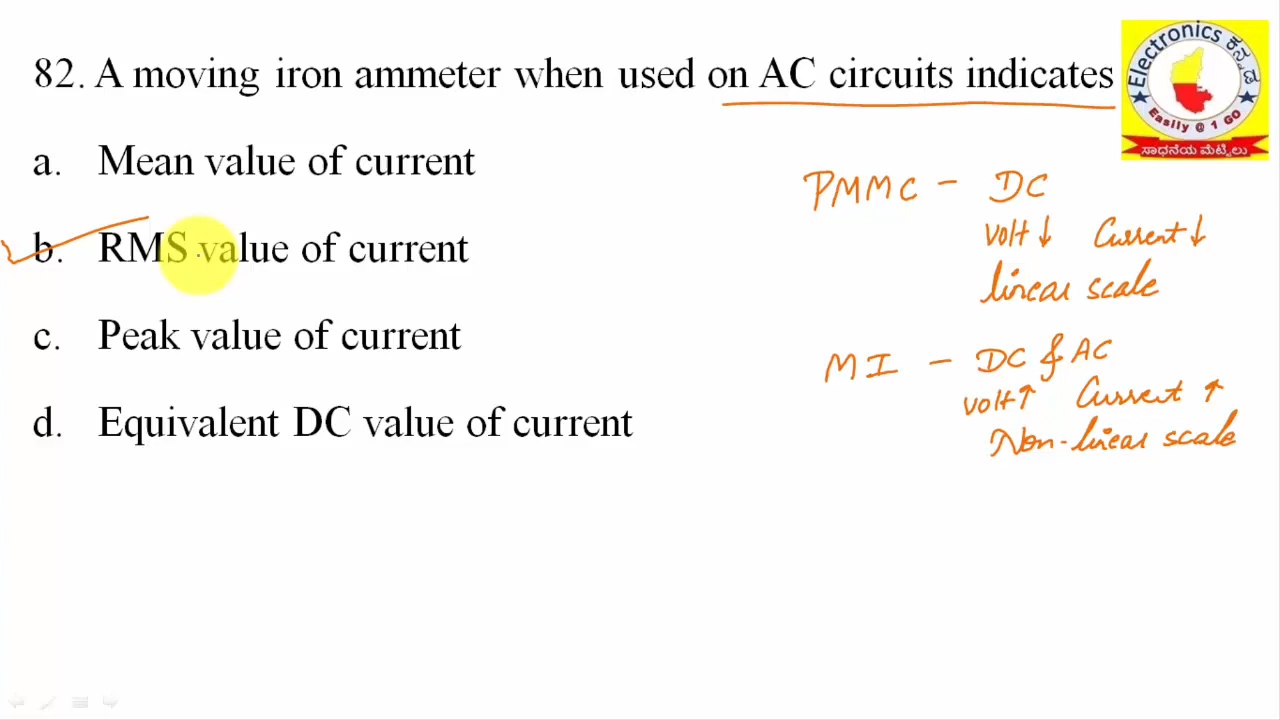 82. A moving iron ammeter when used on AC circuits indicates
a. Mean value of current
b. RMS value of current
c. Peak value of current
d. Equivalent DC value of current
Electronics ಕನ್ನಡ
Easily @ 1 GO
ಸಾಧನೆಯ ಮೆಟ್ಟಿಲು
PMMC - DC
Volt ↓ Current ↓
linear scale
MI - DC & AC
Volt ↑ Current ↑
Non-linear scale